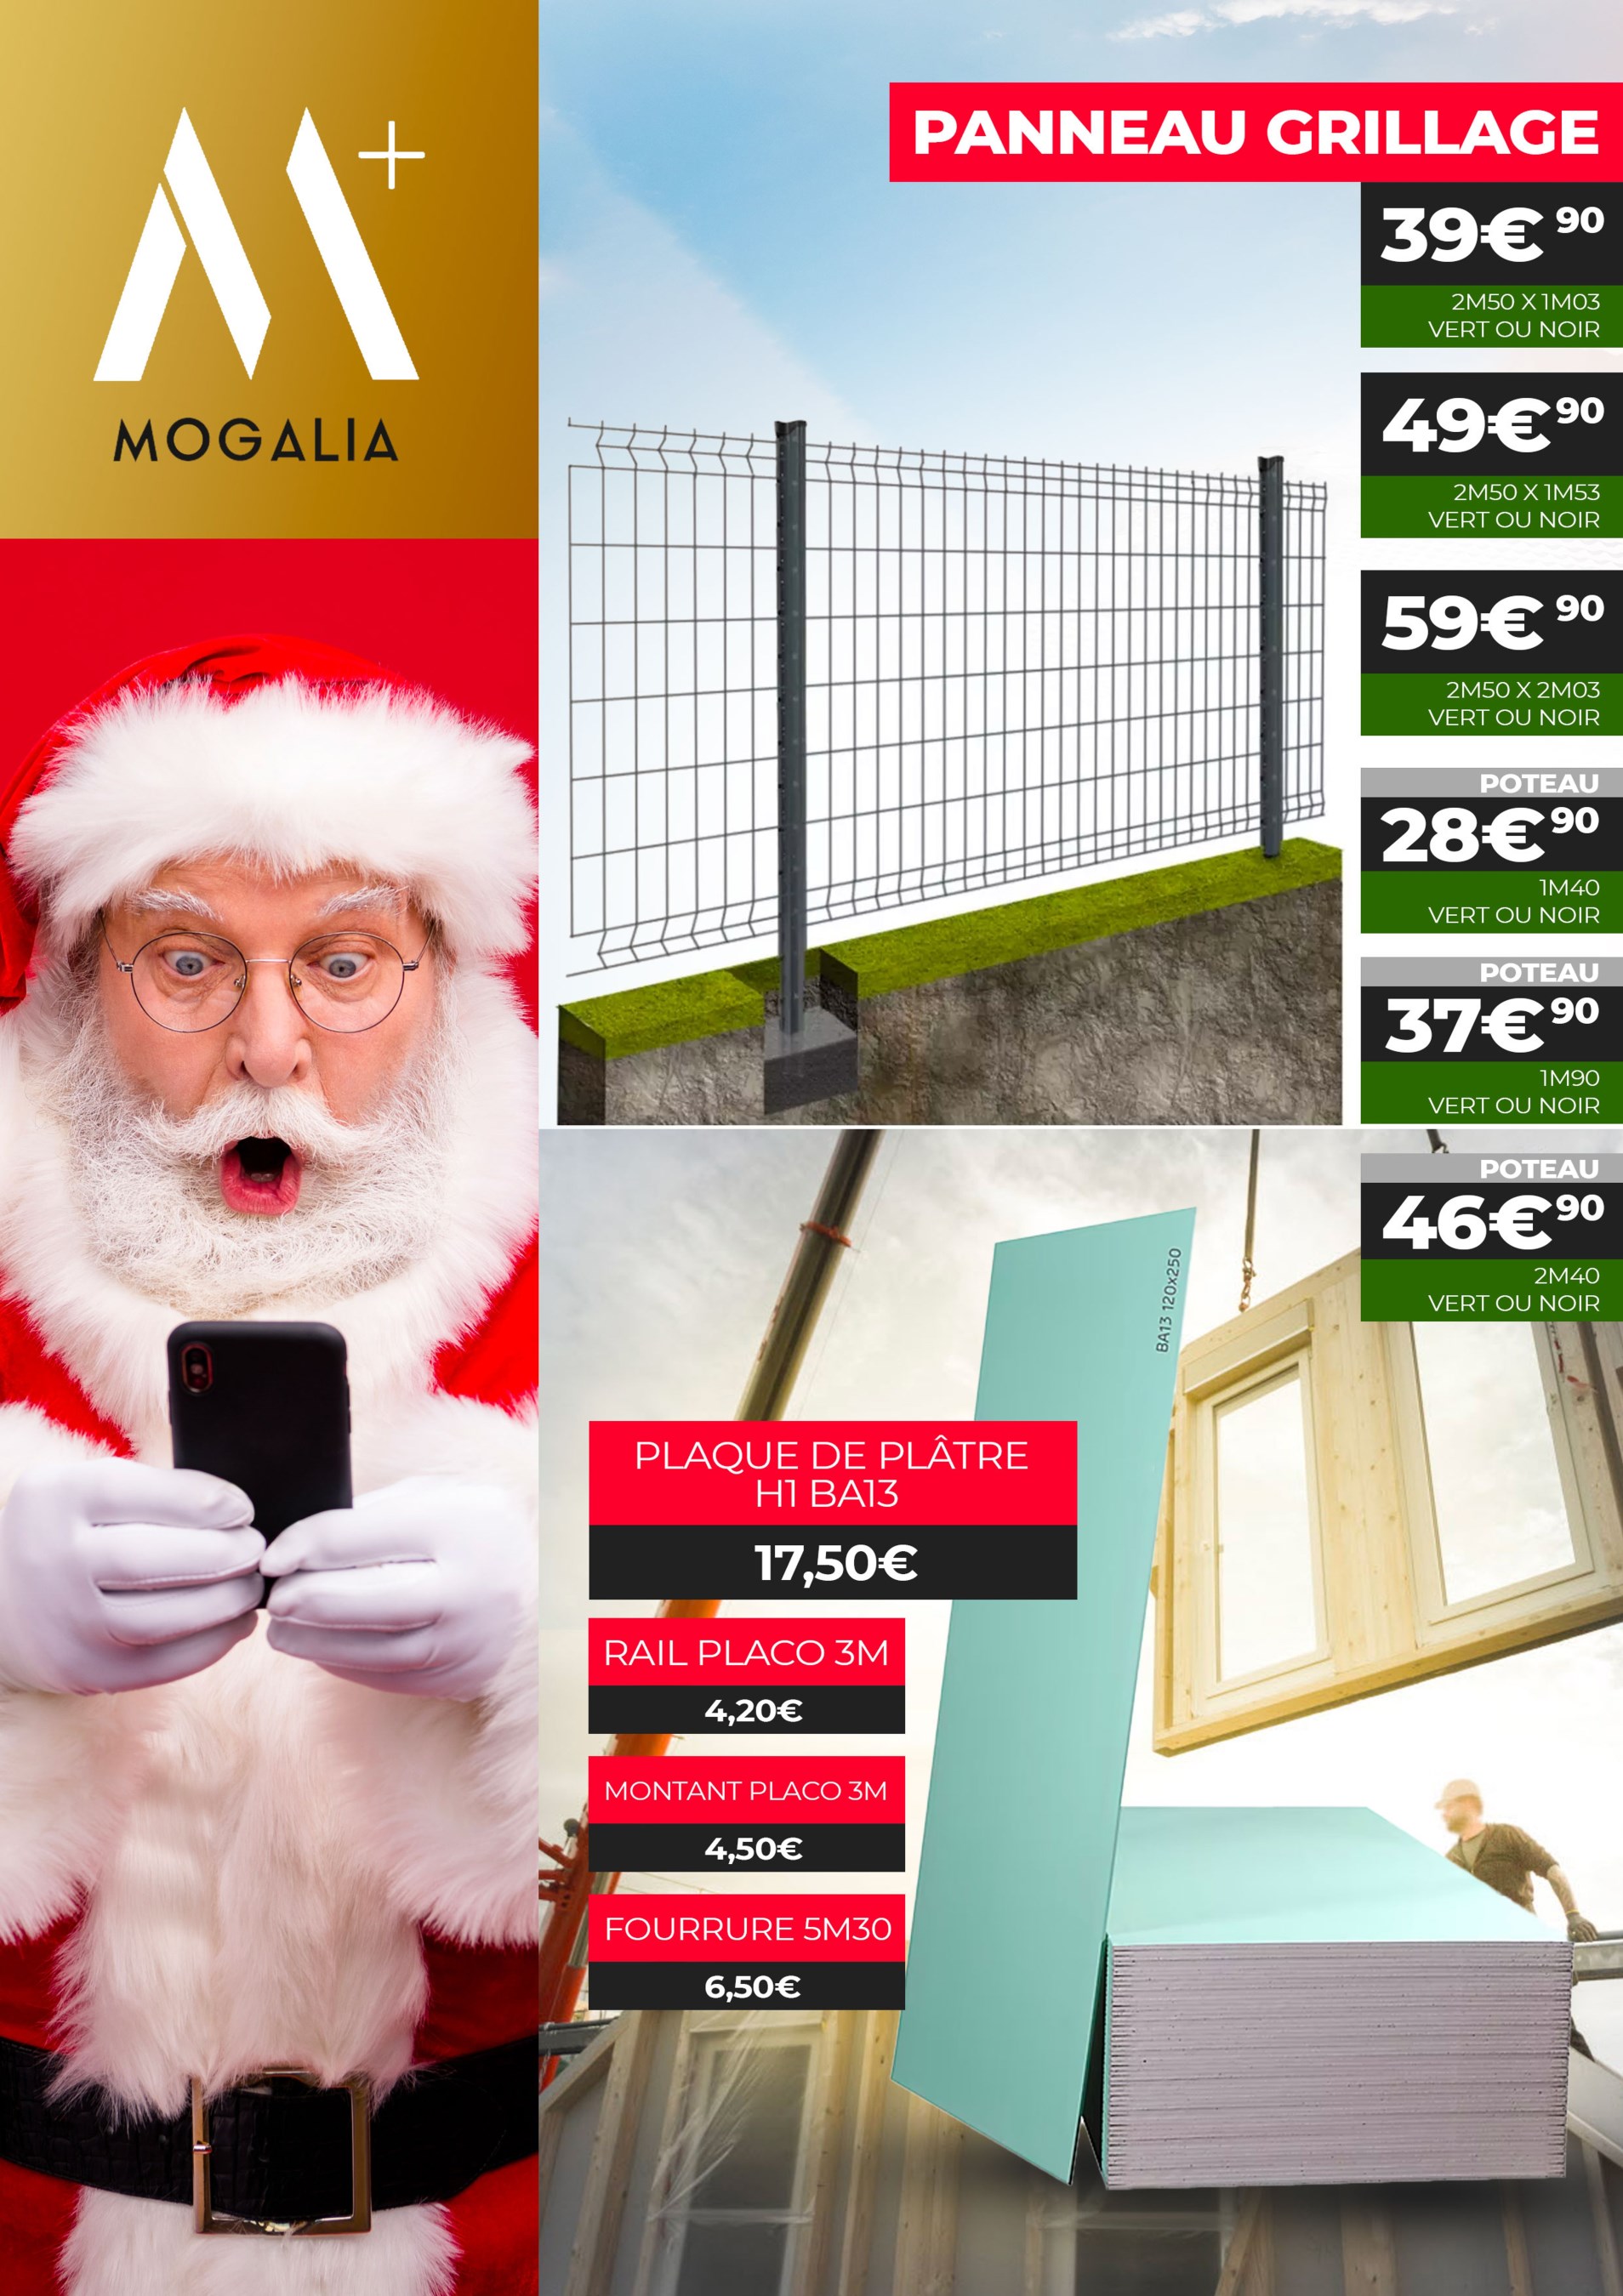 M+
MOGALIA
PANNEAU GRILLAGE
39€90
2M50 X 1M03
VERT OU NOIR
49€90
2M50 X 1M53
VERT OU NOIR
59€90
2M50 X 2M03
VERT OU NOIR
POTEAU
28€90
1M40
VERT OU NOIR
POTEAU
37€90
1M90
VERT OU NOIR
POTEAU
46€90
2M40
VERT OU NOIR
BA13 120x250
PLAQUE DE PLÂTRE
H1 BA13
17,50€
RAIL PLACO 3M
4,20€
MONTANT PLACO 3M
4,50€
FOURRURE 5M30
6,50€